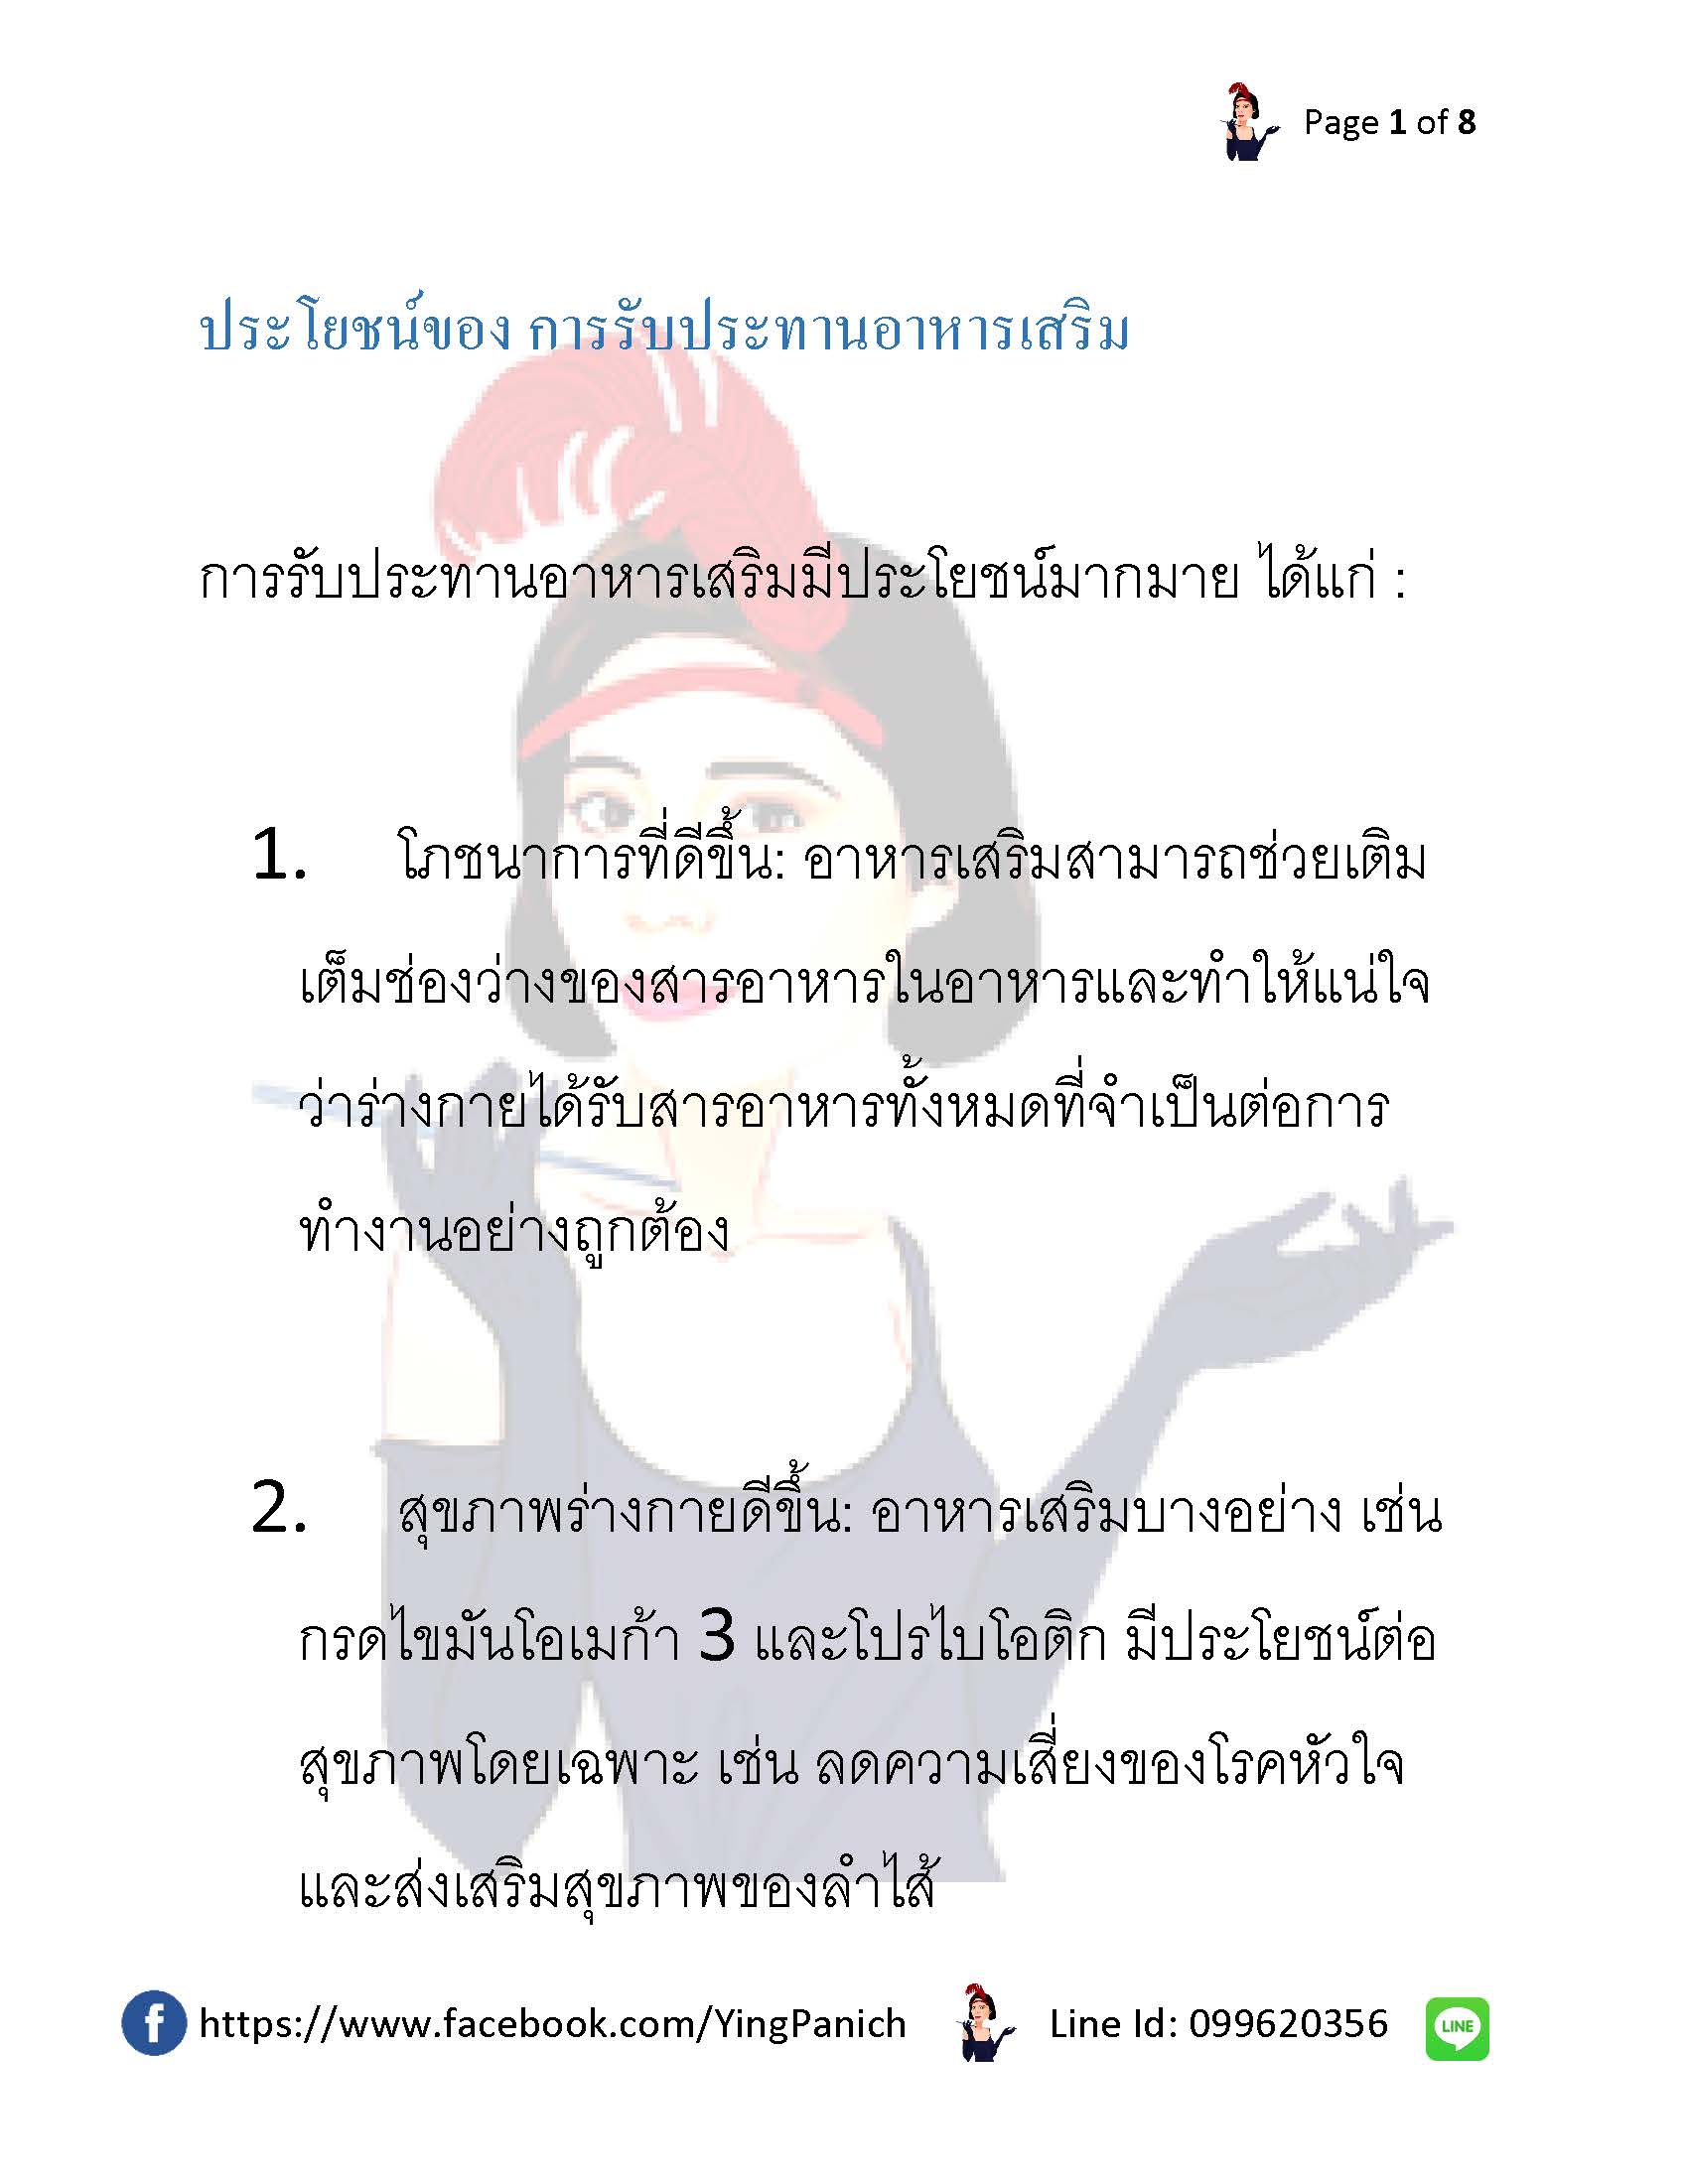 Page 1 of 8
ประโยชน์ของ การรับประทานอาหารเสริม
การรับประทานอาหารเสริมมีประโยชน์มากมาย ได้แก่ :
1. โภชนาการที่ดีขึ้น: อาหารเสริมสามารถช่วยเติม
เต็มช่องว่างของสารอาหารในอาหารและทำให้แน่ใจ
ว่าร่างกายได้รับสารอาหารทั้งหมดที่จำเป็นต่อการ
ทำงานอย่างถูกต้อง
2. สุขภาพร่างกายดีขึ้น: อาหารเสริมบางอย่าง เช่น
กรดไขมันโอเมก้า 3 และโปรไบโอติก มีประโยชน์ต่อ
สุขภาพโดยเฉพาะ เช่น ลดความเสี่ยงของโรคหัวใจ
และส่งเสริมสุขภาพของลำไส้
https://www.facebook.com/YingPanich Line Id: 099620356 LINE